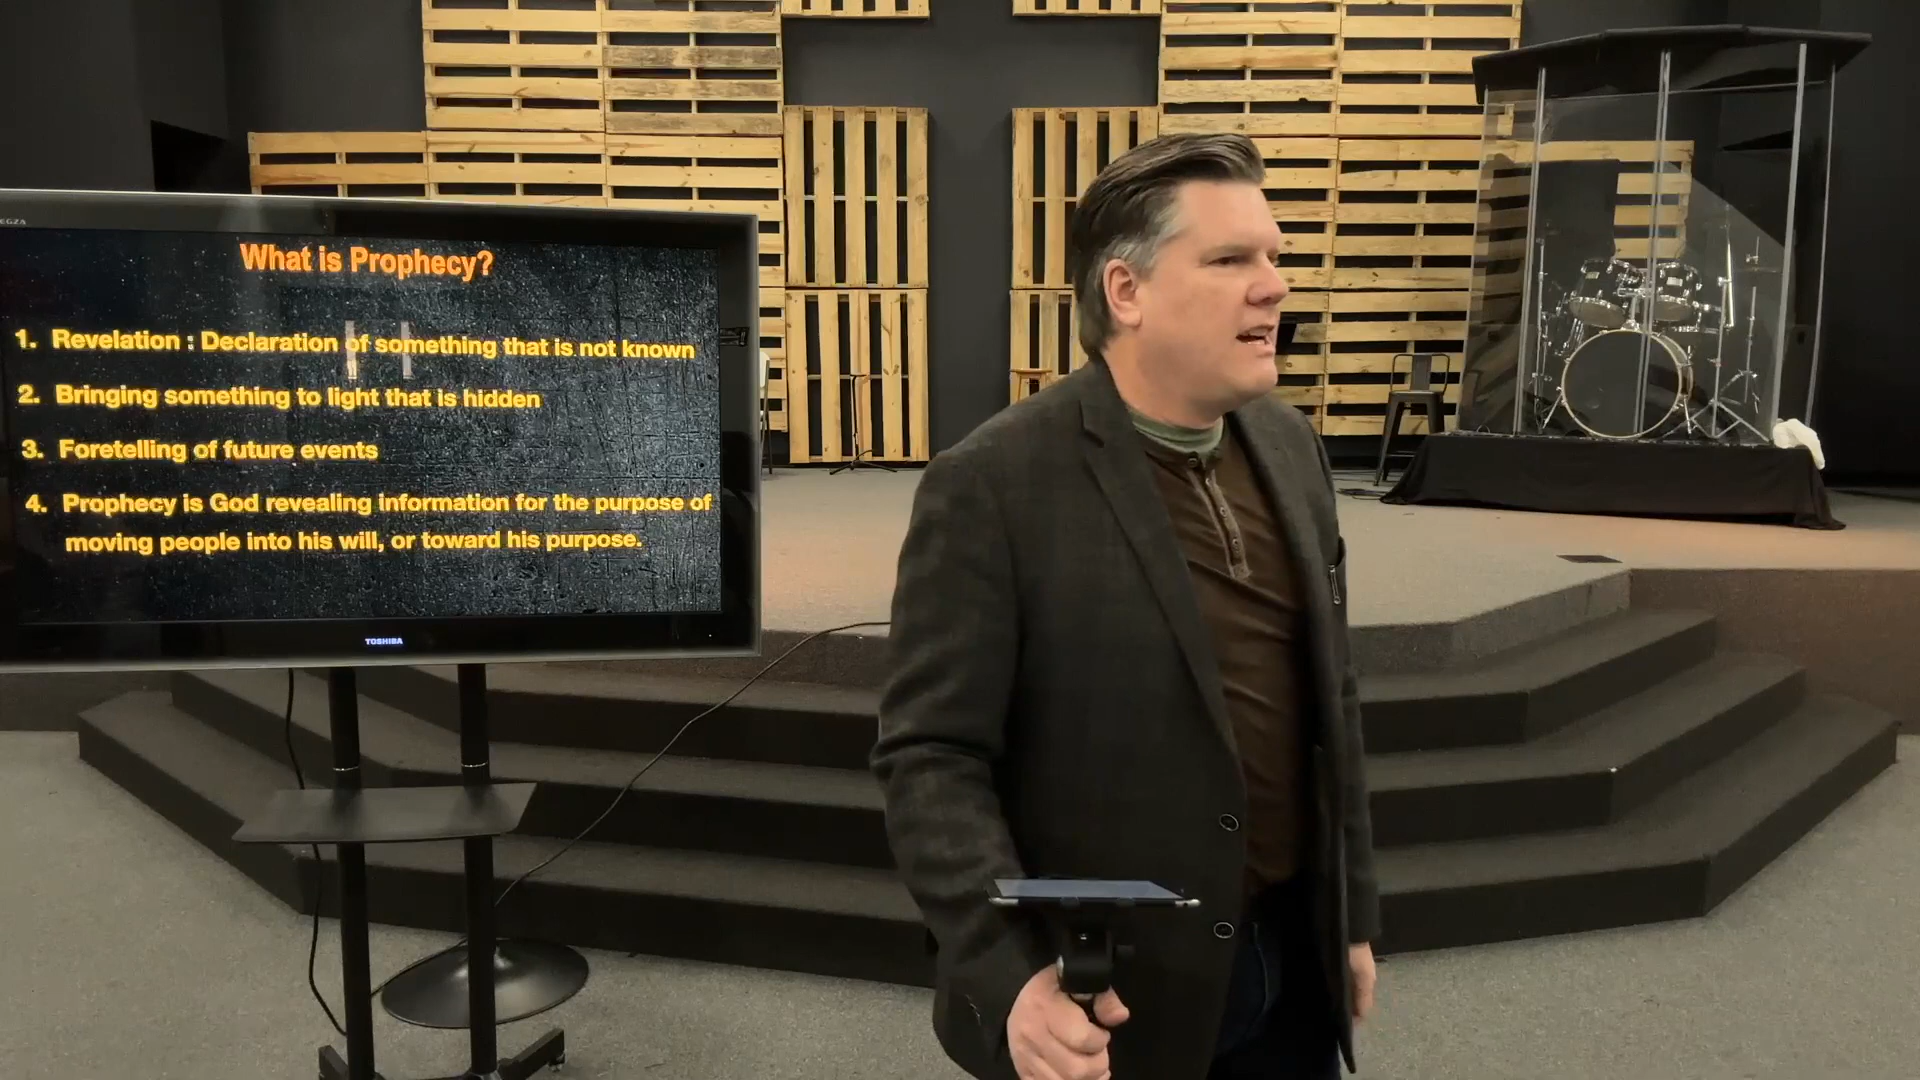 What is Prophecy?
1. Revelation : Declaration of something that is not known
2. Bringing something to light that is hidden
3. Foretelling of future events
4. Prophecy is God revealing information for the purpose of
moving people into his will, or toward his purpose.
TOSHIBA